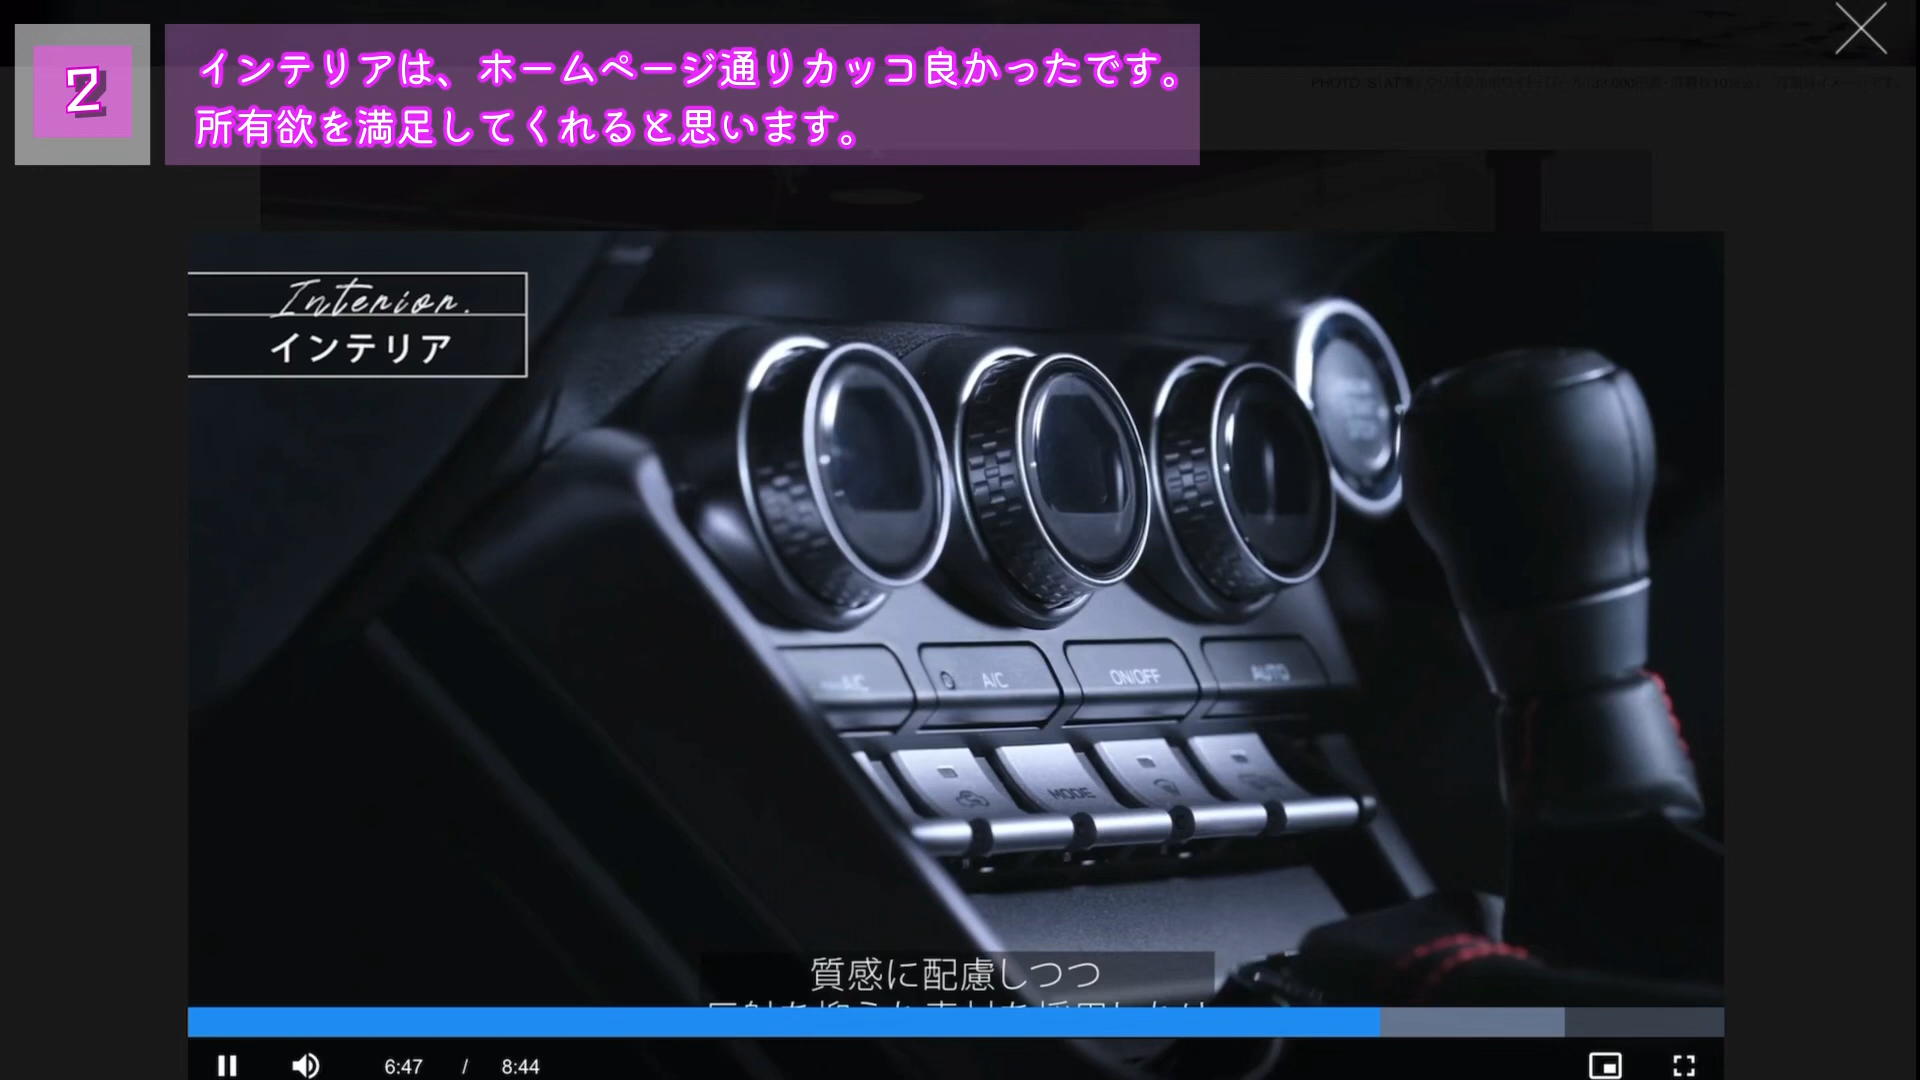 2
インテリアは、ホームページ通りカッコ良かったです。
所有欲を満足してくれると思います。
Interior.
インテリア
A/C
A/C
ON/OFF
AUTO
MODE
質感に配慮しつつ
6:47 / 8:44